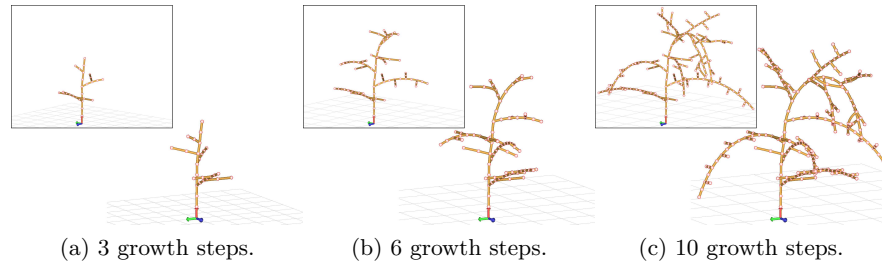 (a) 3 growth steps.
(b) 6 growth steps.
(c) 10 growth steps.